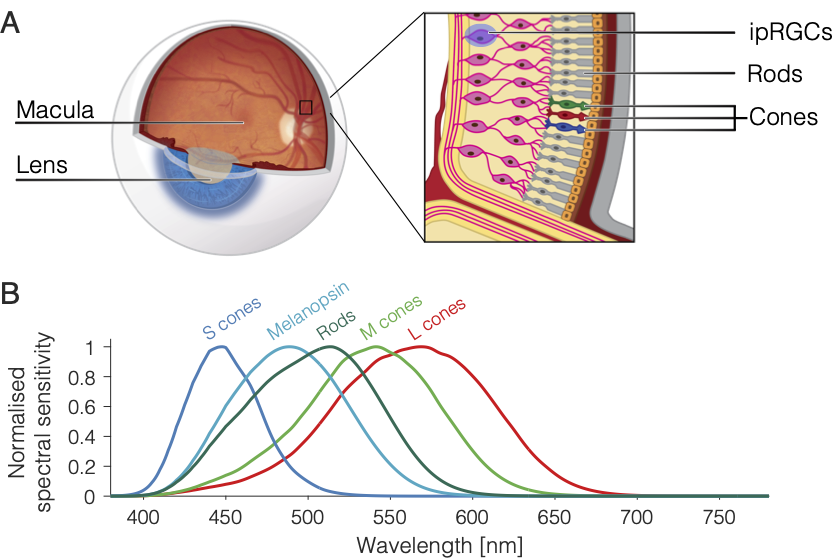 A
Macula
Lens
ipRGCs
Rods
Cones
B
S cones
Melanopsin
Rods
M cones
L cones
Normalised
spectral sensitivity
1
0.8
0.6
0.4
0.2
0
400 450 500 550 600 650 700 750
Wavelength [nm]